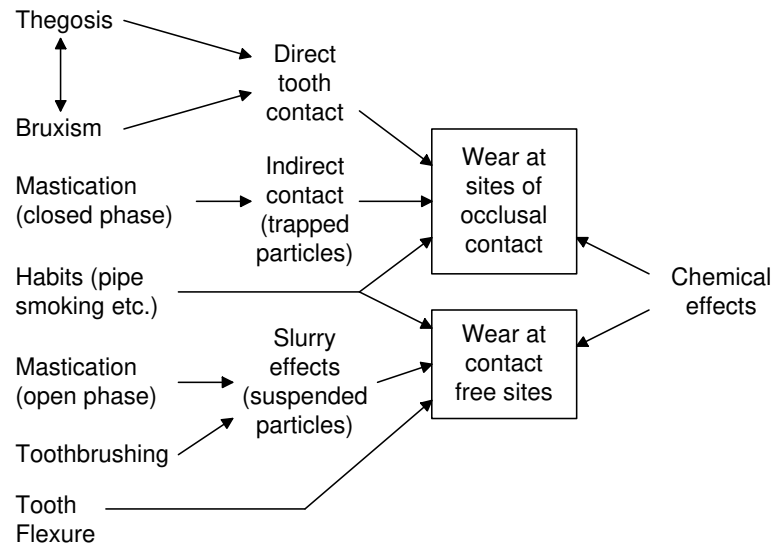 Thegosis
Bruxism
Direct
tooth
contact
Mastication
(closed phase)
Indirect
contact
(trapped
particles)
Wear at
sites of
occlusal
contact
Habits (pipe
smoking etc.)
Chemical
effects
Mastication
(open phase)
Slurry
effects
(suspended
particles)
Wear at
contact
free sites
Toothbrushing
Tooth
Flexure